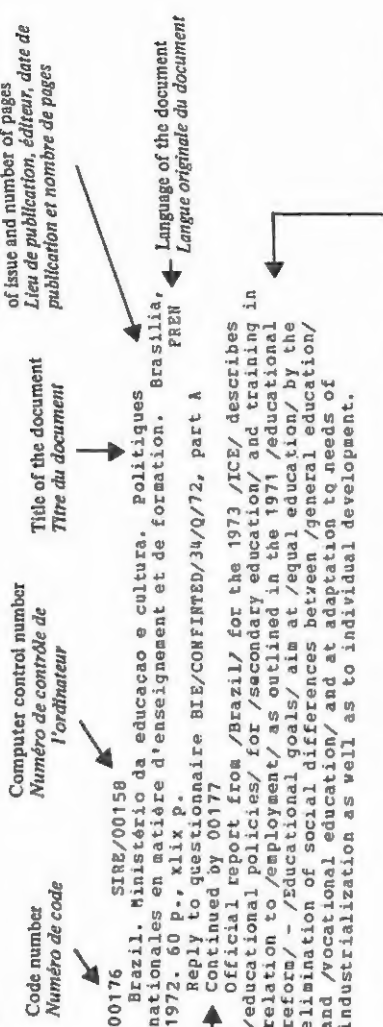 Code number
Numéro de code
Computer control number
Numéro de contrôle de
l'ordinateur
Title of the document
Titre du document
of issue and number of pages
Lieu de publication, éditeur, date de
publication et nombre de pages
Language of the document
Langue originale du document
00176 SIRE/00158
Brazil. Ministério da educaçao e cultura. Politiques
nationales en matière d'enseignement et de formation. Brasilia,
1972. 60 p., xlix p. PREN
Reply to questionnaire BIE/CONFINTED/34/Q/72, part A
Continued by 00177
Official report from /Brazil/ for the 1973 /ICE/ describes
/educational policies/ for /secondary education/ and training in
relation to /employment/ as outlined in the 1971 /educational
reform/ - /Educational goals/ aim at /equal education/ by the
elimination of social differences between /general education/
and /vocational education/ and at adaptation to needs of
industrialization as well as to individual development.